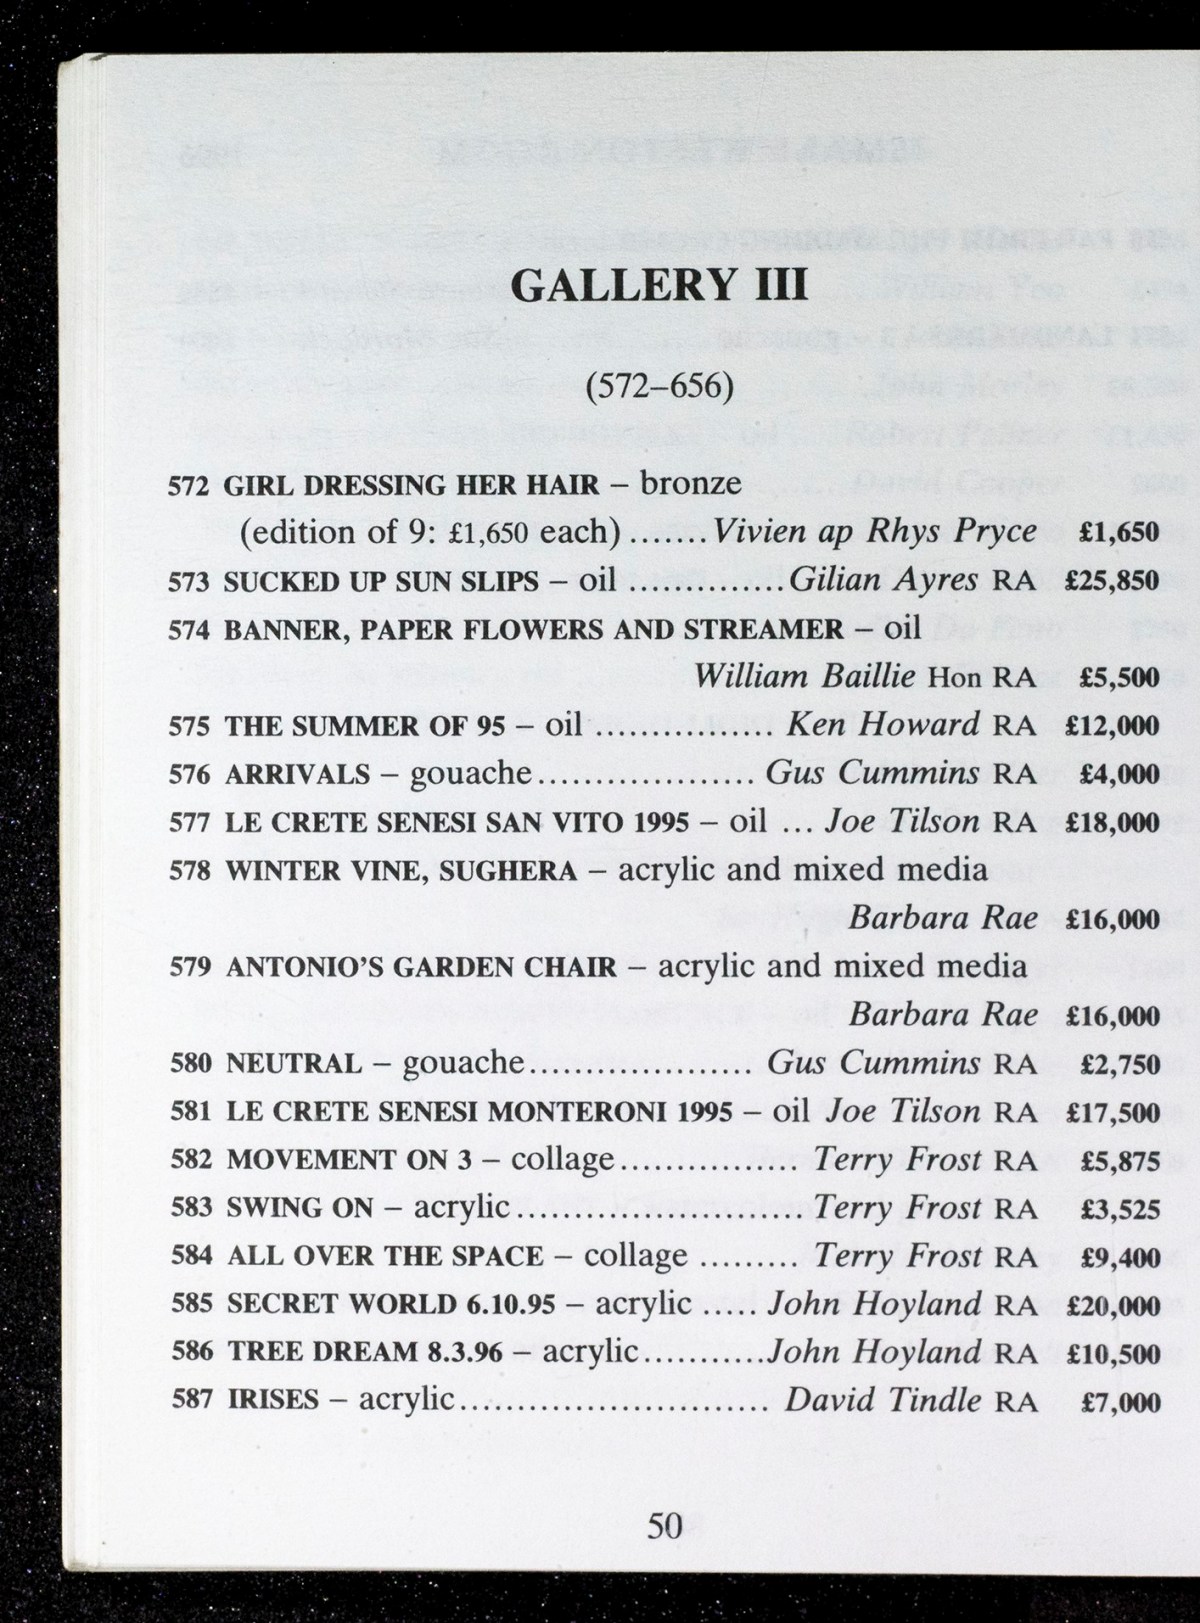 GALLERY III
(572–656)
572 GIRL DRESSING HER HAIR – bronze
(edition of 9: £1,650 each).......Vivien ap Rhys Pryce £1,650
573 SUCKED UP SUN SLIPS – oil ..............Gilian Ayres RA £25,850
574 BANNER, PAPER FLOWERS AND STREAMER – oil
William Baillie Hon RA £5,500
575 THE SUMMER OF 95 – oil ................ Ken Howard RA £12,000
576 ARRIVALS – gouache................... Gus Cummins RA £4,000
577 LE CRETE SENESI SAN VITO 1995 – oil ... Joe Tilson RA £18,000
578 WINTER VINE, SUGHERA – acrylic and mixed media
Barbara Rae £16,000
579 ANTONIO'S GARDEN CHAIR – acrylic and mixed media
Barbara Rae £16,000
580 NEUTRAL – gouache.................... Gus Cummins RA £2,750
581 LE CRETE SENESI MONTERONI 1995 – oil Joe Tilson RA £17,500
582 MOVEMENT ON 3 – collage................ Terry Frost RA £5,875
583 SWING ON – acrylic.......................... Terry Frost RA £3,525
584 ALL OVER THE SPACE – collage ......... Terry Frost RA £9,400
585 SECRET WORLD 6.10.95 – acrylic...... John Hoyland RA £20,000
586 TREE DREAM 8.3.96 – acrylic...........John Hoyland RA £10,500
587 IRISES – acrylic............................ David Tindle RA £7,000
50